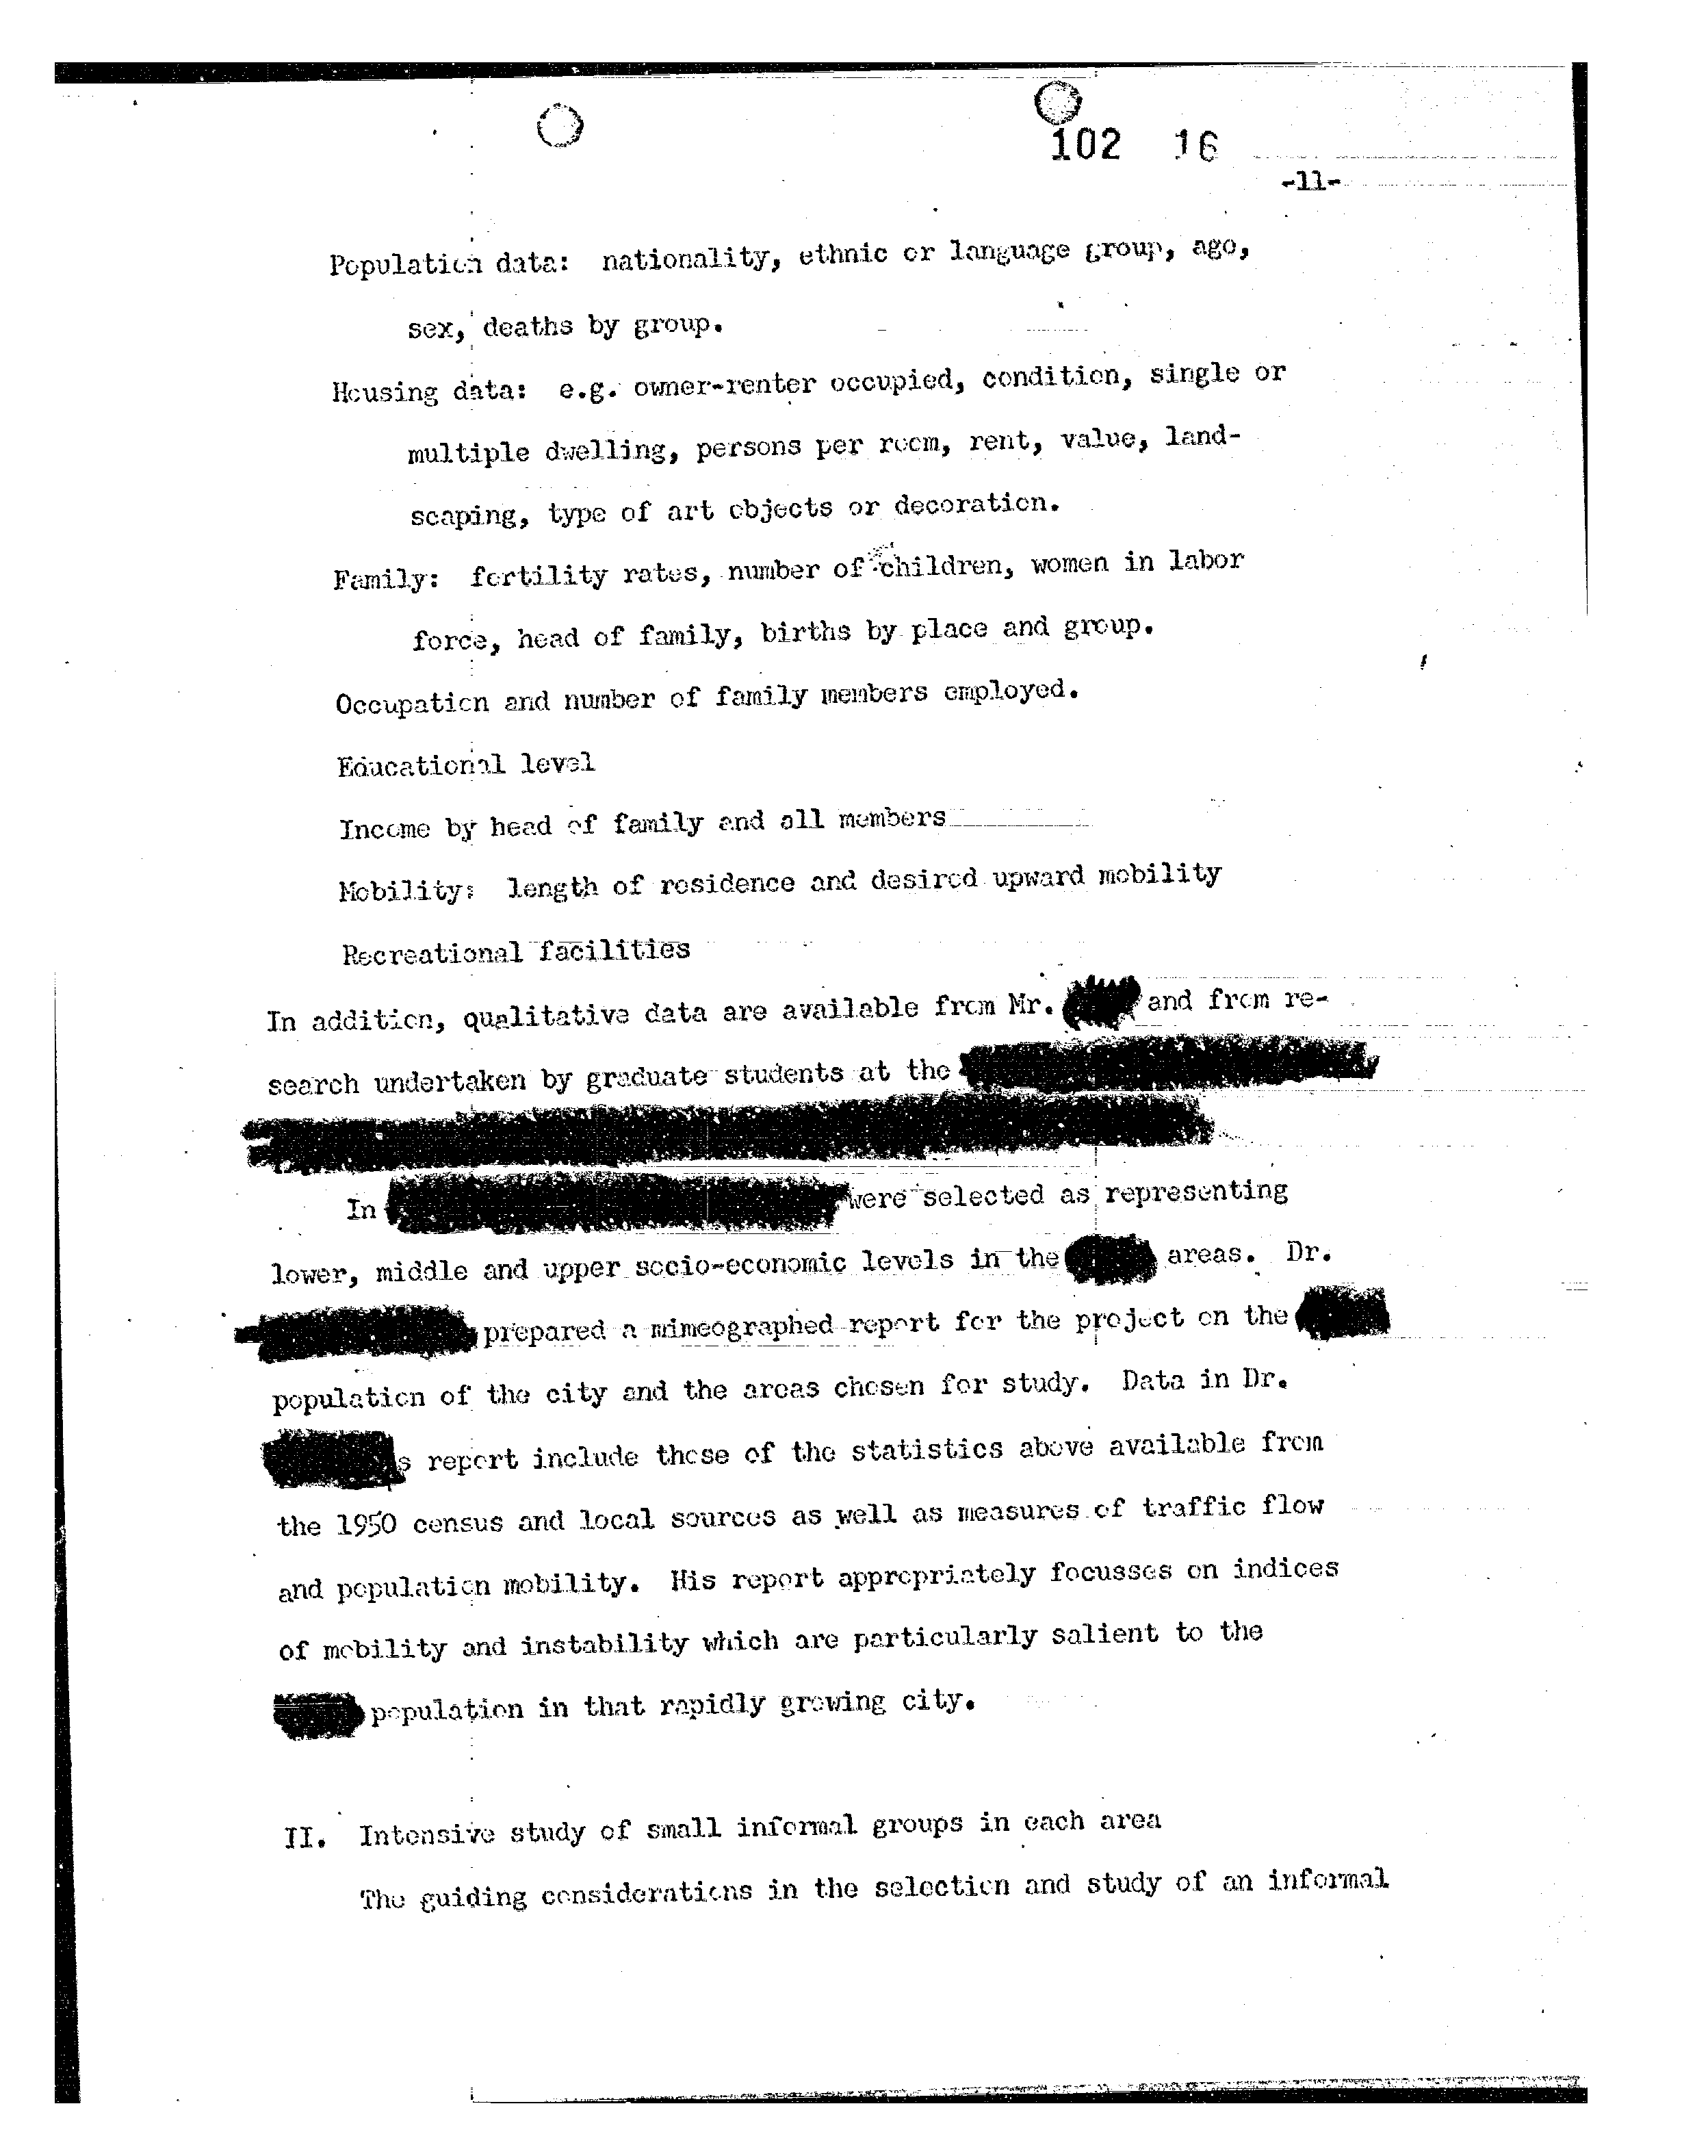 102 16
-11-
Population data: nationality, ethnic or language group, age,
sex, deaths by group.
Housing data: e.g. owner-renter occupied, condition, single or
multiple dwelling, persons per room, rent, value, land-
scaping, type of art objects or decoration.
Family: fertility rates, number of children, women in labor
force, head of family, births by place and group.
Occupation and number of family members employed.
Educational level
Income by head of family and all members
Mobility: length of residence and desired upward mobility
Recreational facilities
In addition, qualitative data are available from Mr. and from re-
search undertaken by graduate students at the
In were selected as representing
lower, middle and upper socio-economic levels in the areas. Dr.
prepared a mimeographed report for the project on the
population of the city and the areas chosen for study. Data in Dr.
s report include those of the statistics above available from
the 1950 census and local sources as well as measures of traffic flow
and population mobility. His report appropriately focusses on indices
of mobility and instability which are particularly salient to the
population in that rapidly growing city.
II. Intensive study of small informal groups in each area
The guiding considerations in the selection and study of an informal